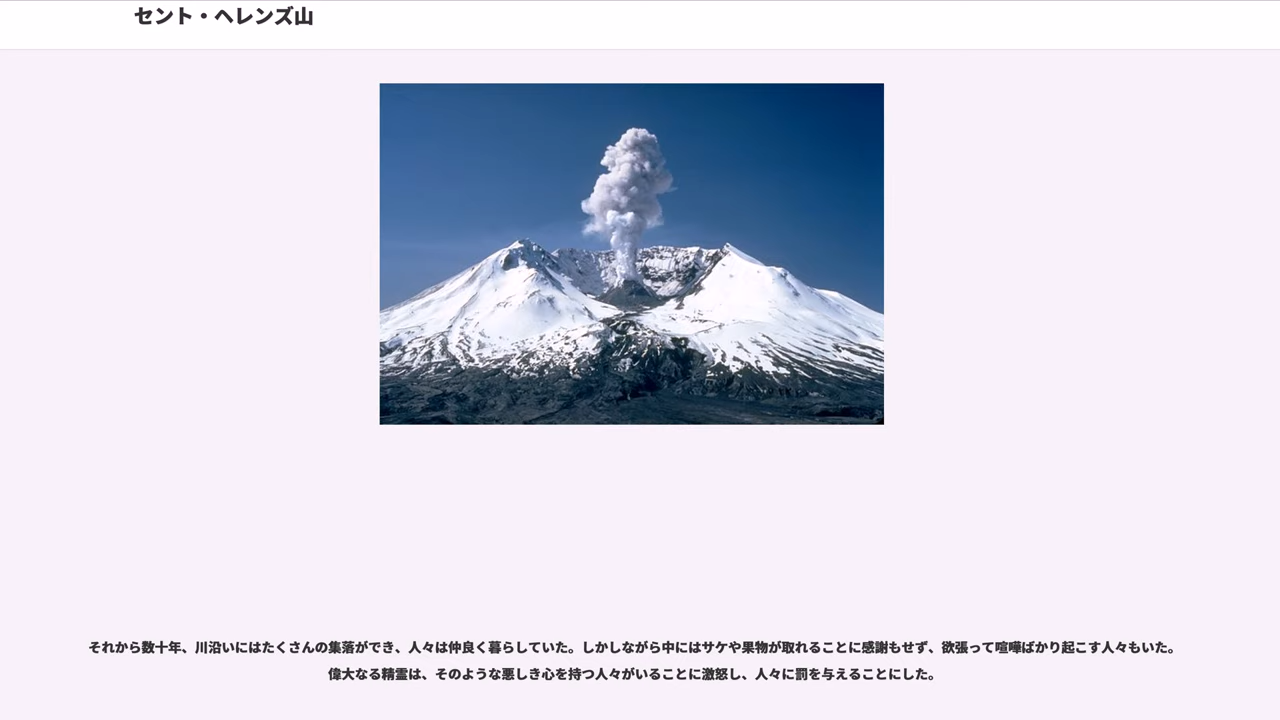 セント・ヘレンズ山
それから数十年、川沿いにはたくさんの集落ができ、人々は仲良く暮らしていた。しかしながら中にはサケや果物が取れることに感謝もせず、欲張って喧嘩ばかり起こす人々もいた。
偉大なる精霊は、そのような悪しき心を持つ人々がいることに激怒し、人々に罰を与えることにした。